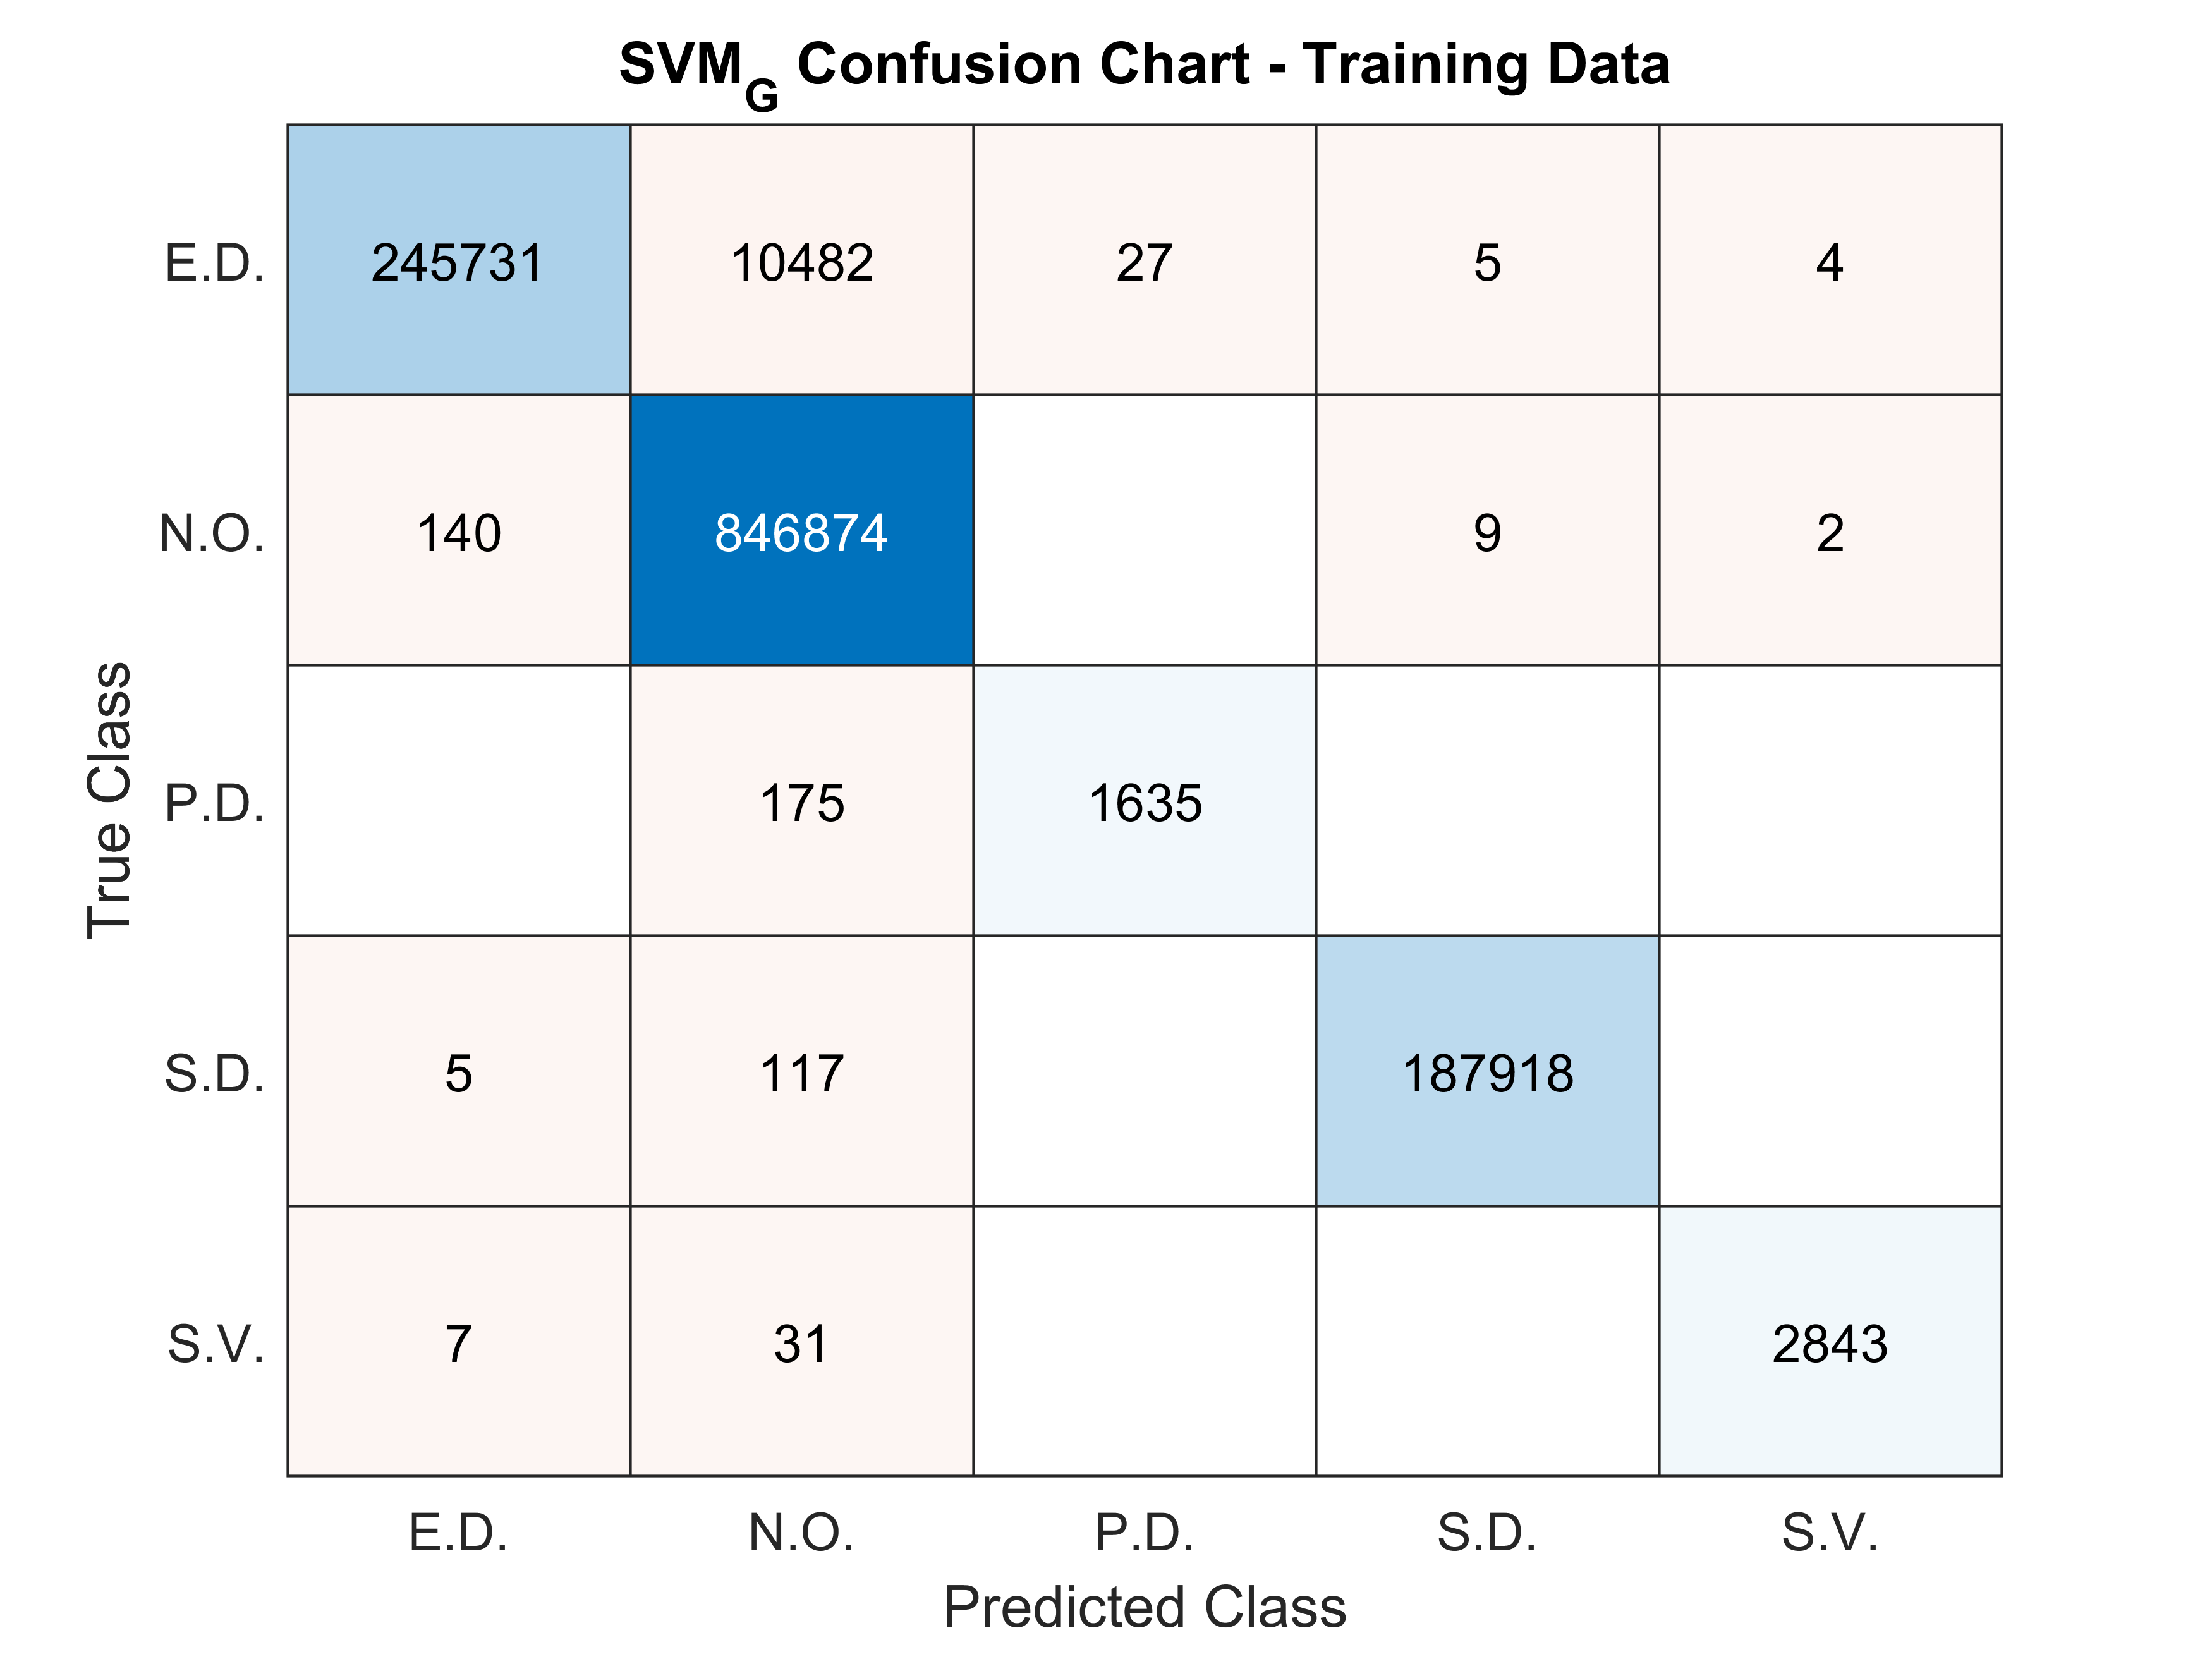 SVM_G Confusion Chart - Training Data
E.D. 245731 10482 27 5 4
N.O. 140 846874 9 2
P.D. 175 1635
S.D. 5 117 187918
S.V. 7 31 2843
E.D. N.O. P.D. S.D. S.V.
Predicted Class
True Class